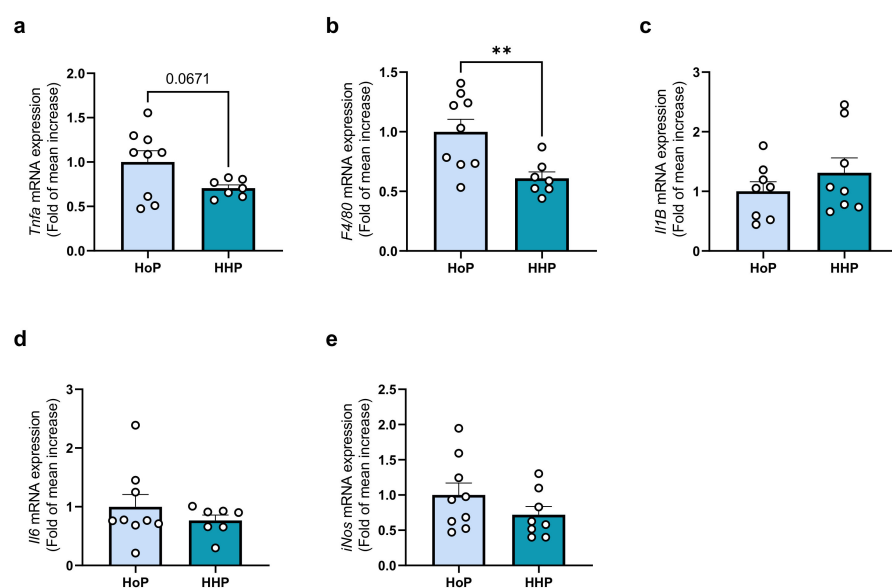 a
Tnfa mRNA expression
(Fold of mean increase)
2.0
1.5
1.0
0.5
0.0
0.0671
HoP
HHP
b
F4/80 mRNA expression
(Fold of mean increase)
1.5
1.0
0.5
0.0
**
HoP
HHP
c
Il1B mRNA expression
(Fold of mean increase)
3
2
1
0
HoP
HHP
d
Il6 mRNA expression
(Fold of mean increase)
3
2
1
0
HoP
HHP
e
iNos mRNA expression
(Fold of mean increase)
2.5
2.0
1.5
1.0
0.5
0.0
HoP
HHP